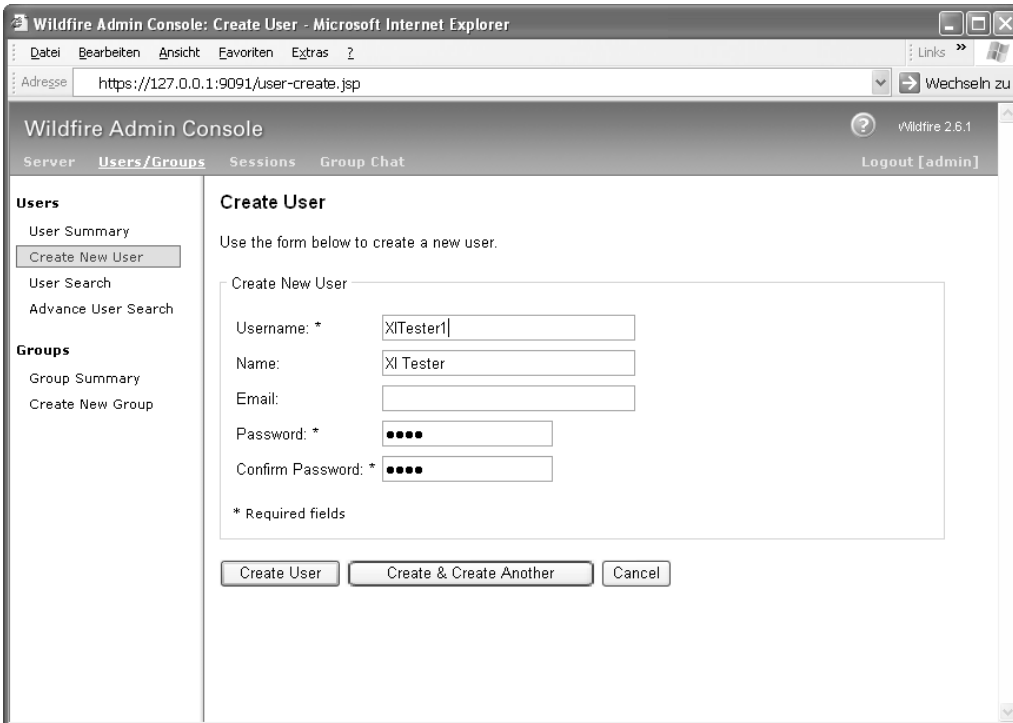 Wildfire Admin Console: Create User - Microsoft Internet Explorer
Datei Bearbeiten Ansicht Favoriten Extras ? Links »
Adresse https://127.0.0.1:9091/user-create.jsp Wechseln zu
Wildfire Admin Console ? Wildfire 2.6.1
Server Users/Groups Sessions Group Chat Logout [admin]
Users
User Summary
Create New User
User Search
Advance User Search
Groups
Group Summary
Create New Group
Create User
Use the form below to create a new user.
Create New User
Username: * XITester1
Name: XI Tester
Email:
Password: * ●●●●
Confirm Password: * ●●●●
* Required fields
Create User Create & Create Another Cancel